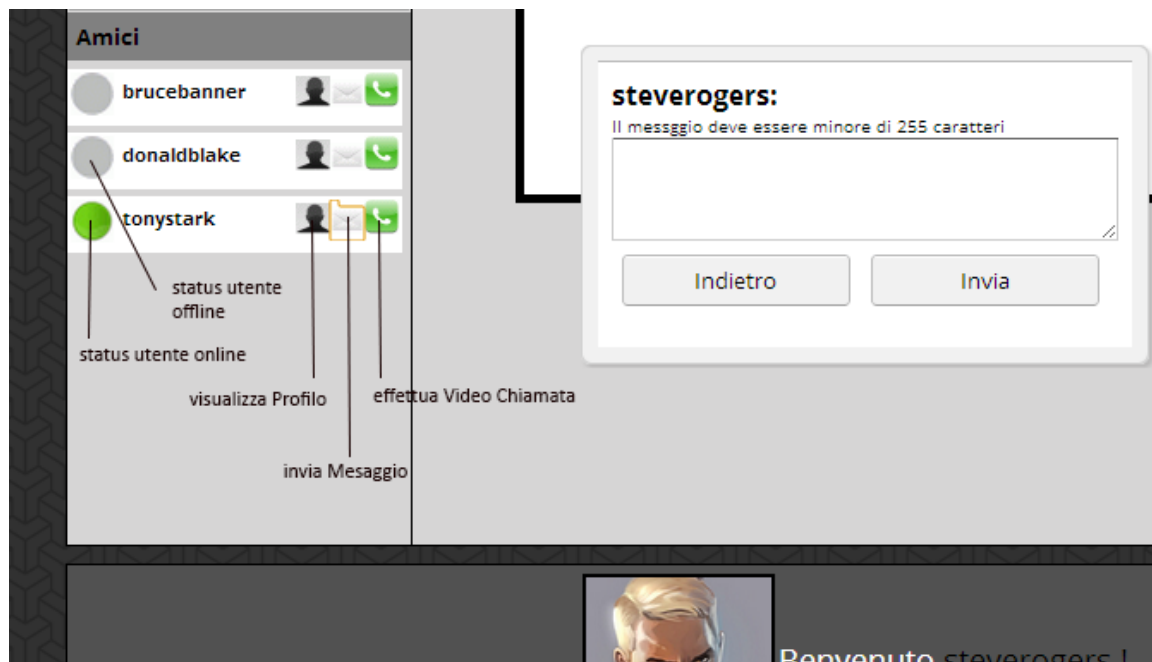 Amici
brucebanner
donaldblake
tonystark
status utente
offline
status utente online
visualizza Profilo
effettua Video Chiamata
invia Mesaggio
steverogers:
Il messggio deve essere minore di 255 caratteri
Indietro
Invia
Benvenuto steverogers !